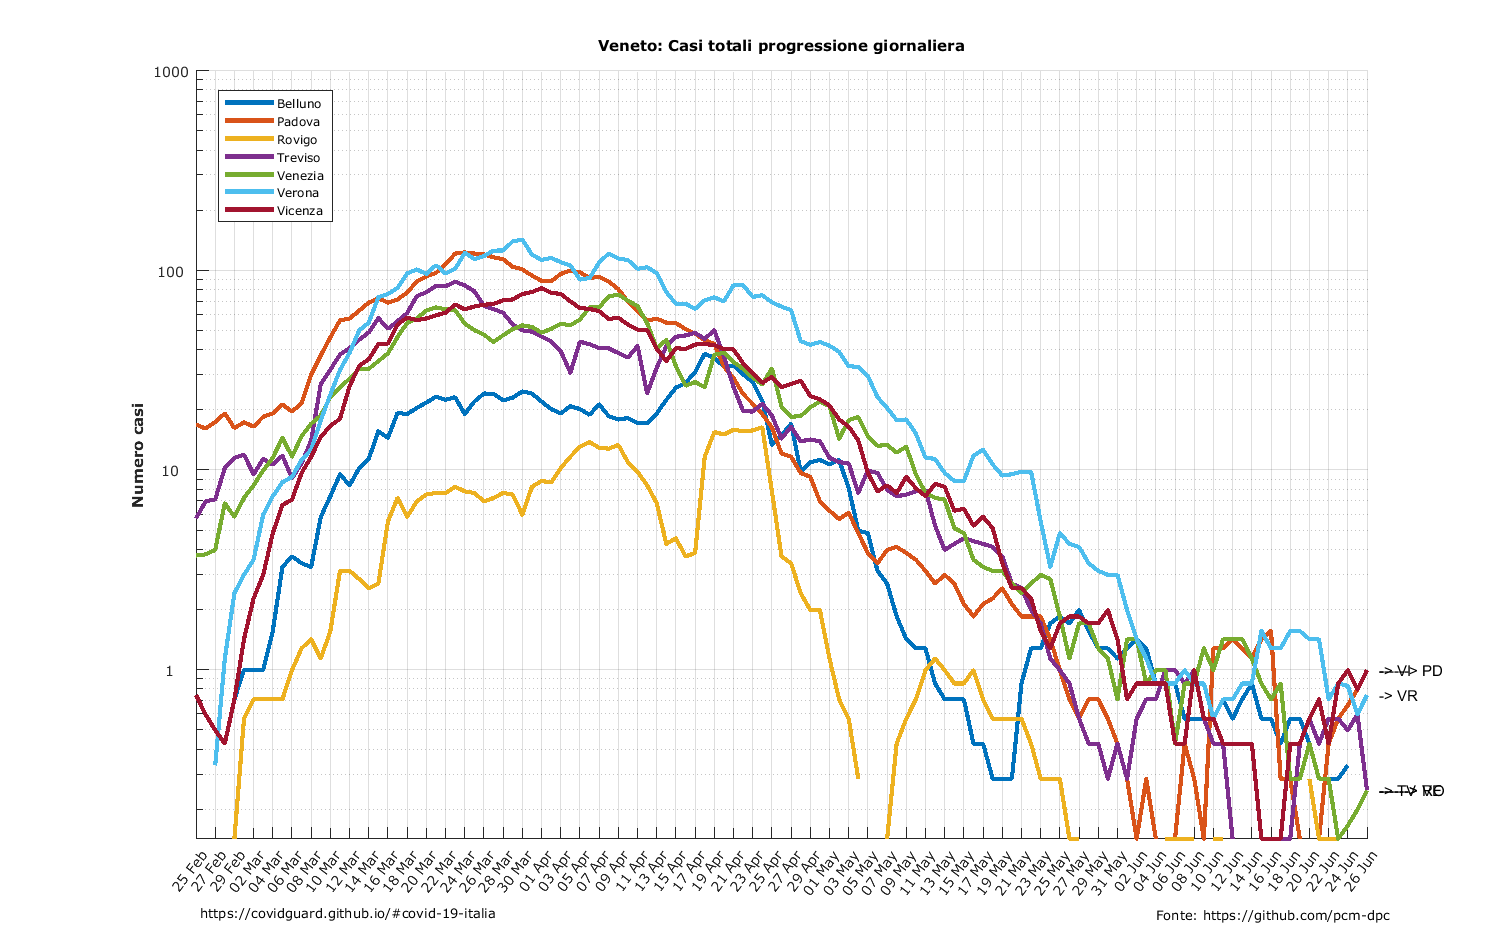 Veneto: Casi totali progressione giornaliera
1000
100
10
1
Numero casi
Belluno
Padova
Rovigo
Treviso
Venezia
Verona
Vicenza
-> PD
-> VR
25 Feb
27 Feb
29 Feb
02 Mar
04 Mar
06 Mar
08 Mar
10 Mar
12 Mar
14 Mar
16 Mar
18 Mar
20 Mar
22 Mar
24 Mar
26 Mar
28 Mar
30 Mar
01 Apr
03 Apr
05 Apr
07 Apr
09 Apr
11 Apr
13 Apr
15 Apr
17 Apr
19 Apr
21 Apr
23 Apr
25 Apr
27 Apr
29 Apr
01 May
03 May
05 May
07 May
09 May
11 May
13 May
15 May
17 May
19 May
21 May
23 May
25 May
27 May
29 May
31 May
02 Jun
04 Jun
06 Jun
08 Jun
10 Jun
12 Jun
14 Jun
16 Jun
18 Jun
20 Jun
22 Jun
24 Jun
26 Jun
https://covidguard.github.io/#covid-19-italia
Fonte: https://github.com/pcm-dpc